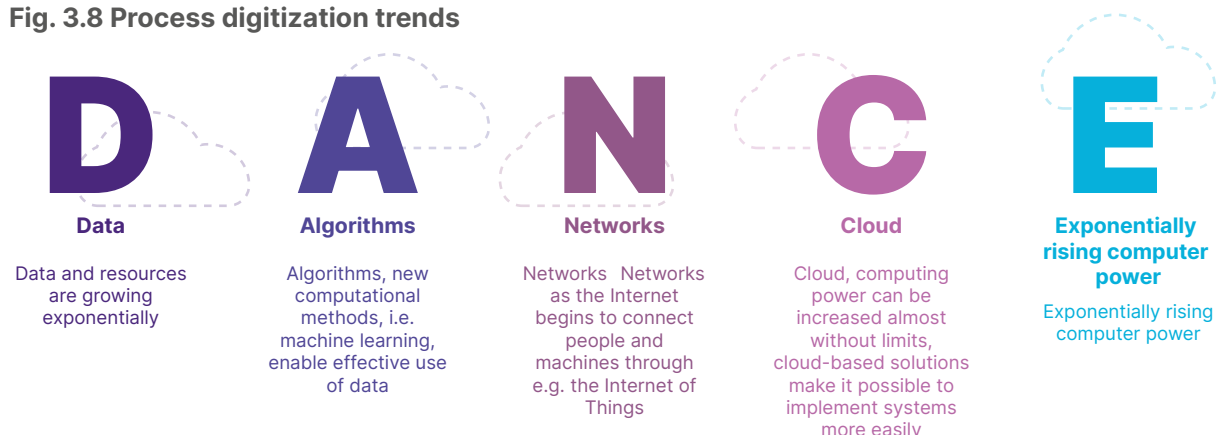 Fig. 3.8 Process digitization trends
D
Data
Data and resources
are growing
exponentially
A
Algorithms
Algorithms, new
computational
methods, i.e.
machine learning,
enable effective use
of data
N
Networks
Networks Networks
as the Internet
begins to connect
people and
machines through
e.g. the Internet of
Things
C
Cloud
Cloud, computing
power can be
increased almost
without limits,
cloud-based solutions
make it possible to
implement systems
more easily
E
Exponentially
rising computer
power
Exponentially rising
computer power